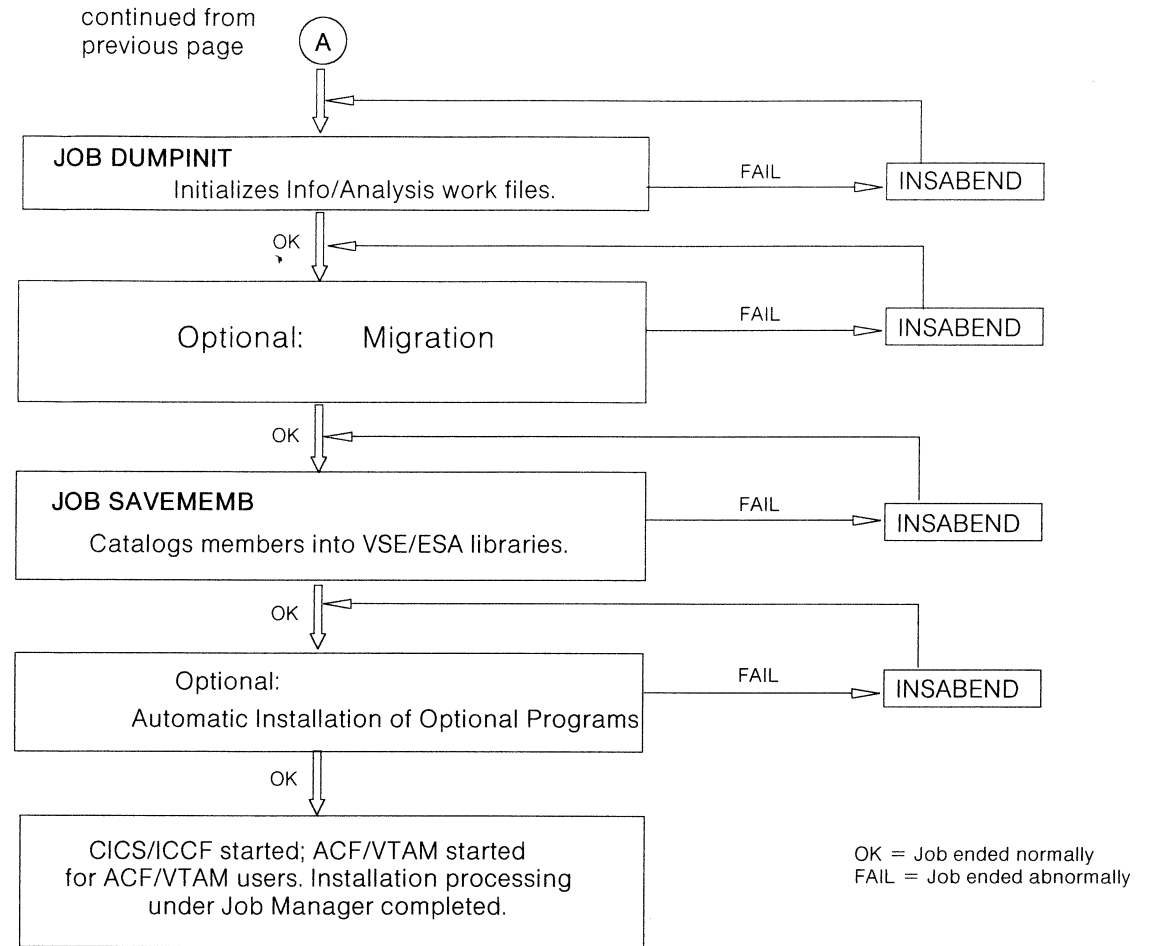 continued from
previous page
A
JOB DUMPINIT
Initializes Info/Analysis work files.
FAIL
INSABEND
OK
Optional: Migration
FAIL
INSABEND
OK
JOB SAVEMEMB
Catalogs members into VSE/ESA libraries.
FAIL
INSABEND
OK
Optional:
Automatic Installation of Optional Programs
FAIL
INSABEND
OK
CICS/ICCF started; ACF/VTAM started
for ACF/VTAM users. Installation processing
under Job Manager completed.
OK = Job ended normally
FAIL = Job ended abnormally